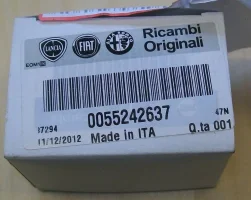 LANCIA
FIAT
Ricambi
Originali
0055242637
17294
47N
11/12/2012
Made in ITA
Q.ta 001